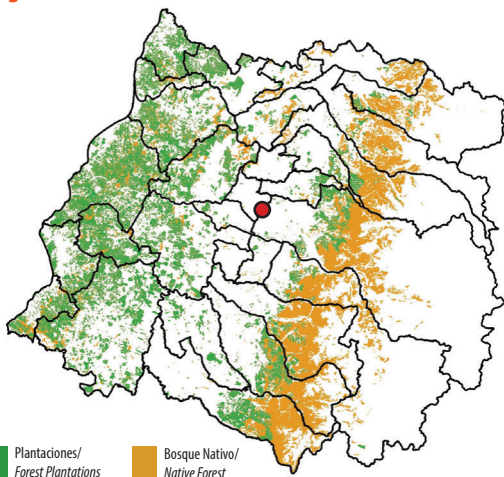 Plantaciones/
Forest Plantations
Bosque Nativo/
Native Forest